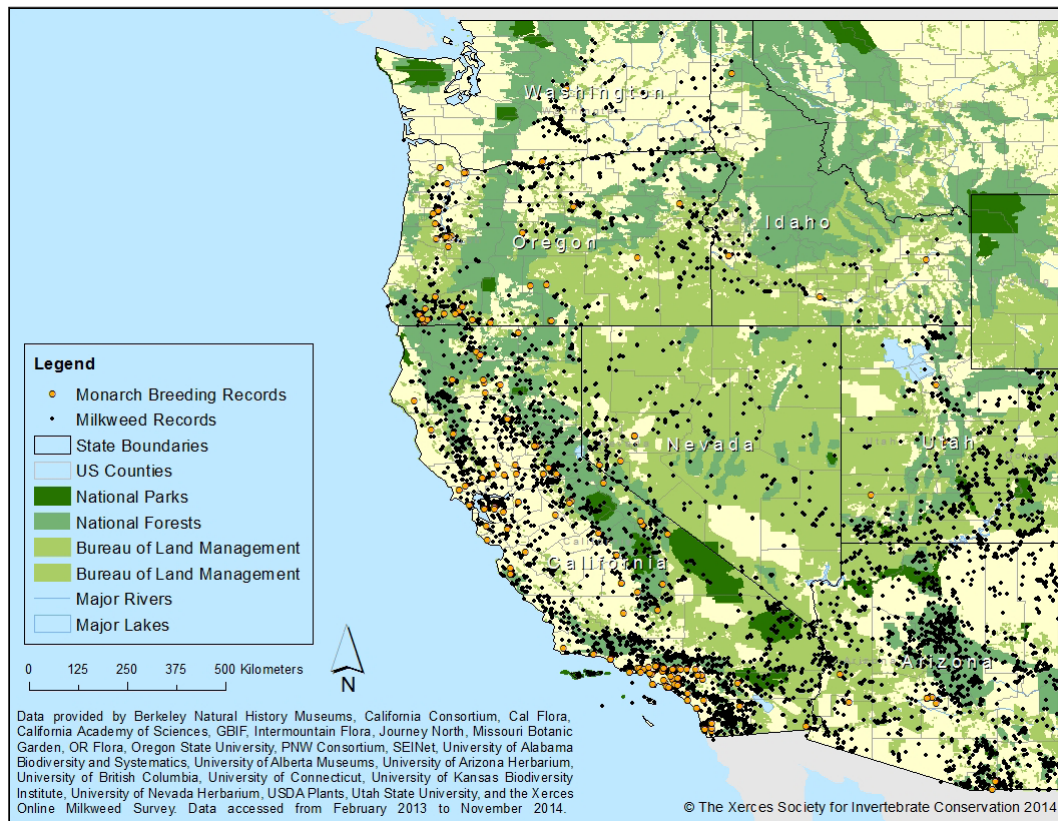 Washington
Oregon
Idaho
Nevada
Utah
California
Arizona
Legend
Monarch Breeding Records
Milkweed Records
State Boundaries
US Counties
National Parks
National Forests
Bureau of Land Management
Bureau of Land Management
Major Rivers
Major Lakes
0 125 250 375 500 Kilometers
N
Data provided by Berkeley Natural History Museums, California Consortium, Cal Flora,
California Academy of Sciences, GBIF, Intermountain Flora, Journey North, Missouri Botanic
Garden, OR Flora, Oregon State University, PNW Consortium, SEINet, University of Alabama
Biodiversity and Systematics, University of Alberta Museums, University of Arizona Herbarium,
University of British Columbia, University of Connecticut, University of Kansas Biodiversity
Institute, University of Nevada Herbarium, USDA Plants, Utah State University, and the Xerces
Online Milkweed Survey. Data accessed from February 2013 to November 2014.
© The Xerces Society for Invertebrate Conservation 2014